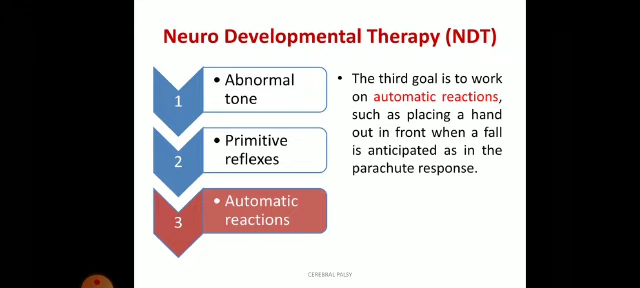 Neuro Developmental Therapy (NDT)
1
• Abnormal
tone
2
• Primitive
reflexes
3
• Automatic
reactions
• The third goal is to work
on automatic reactions,
such as placing a hand
out in front when a fall
is anticipated as in the
parachute response.
CEREBRAL PALSY